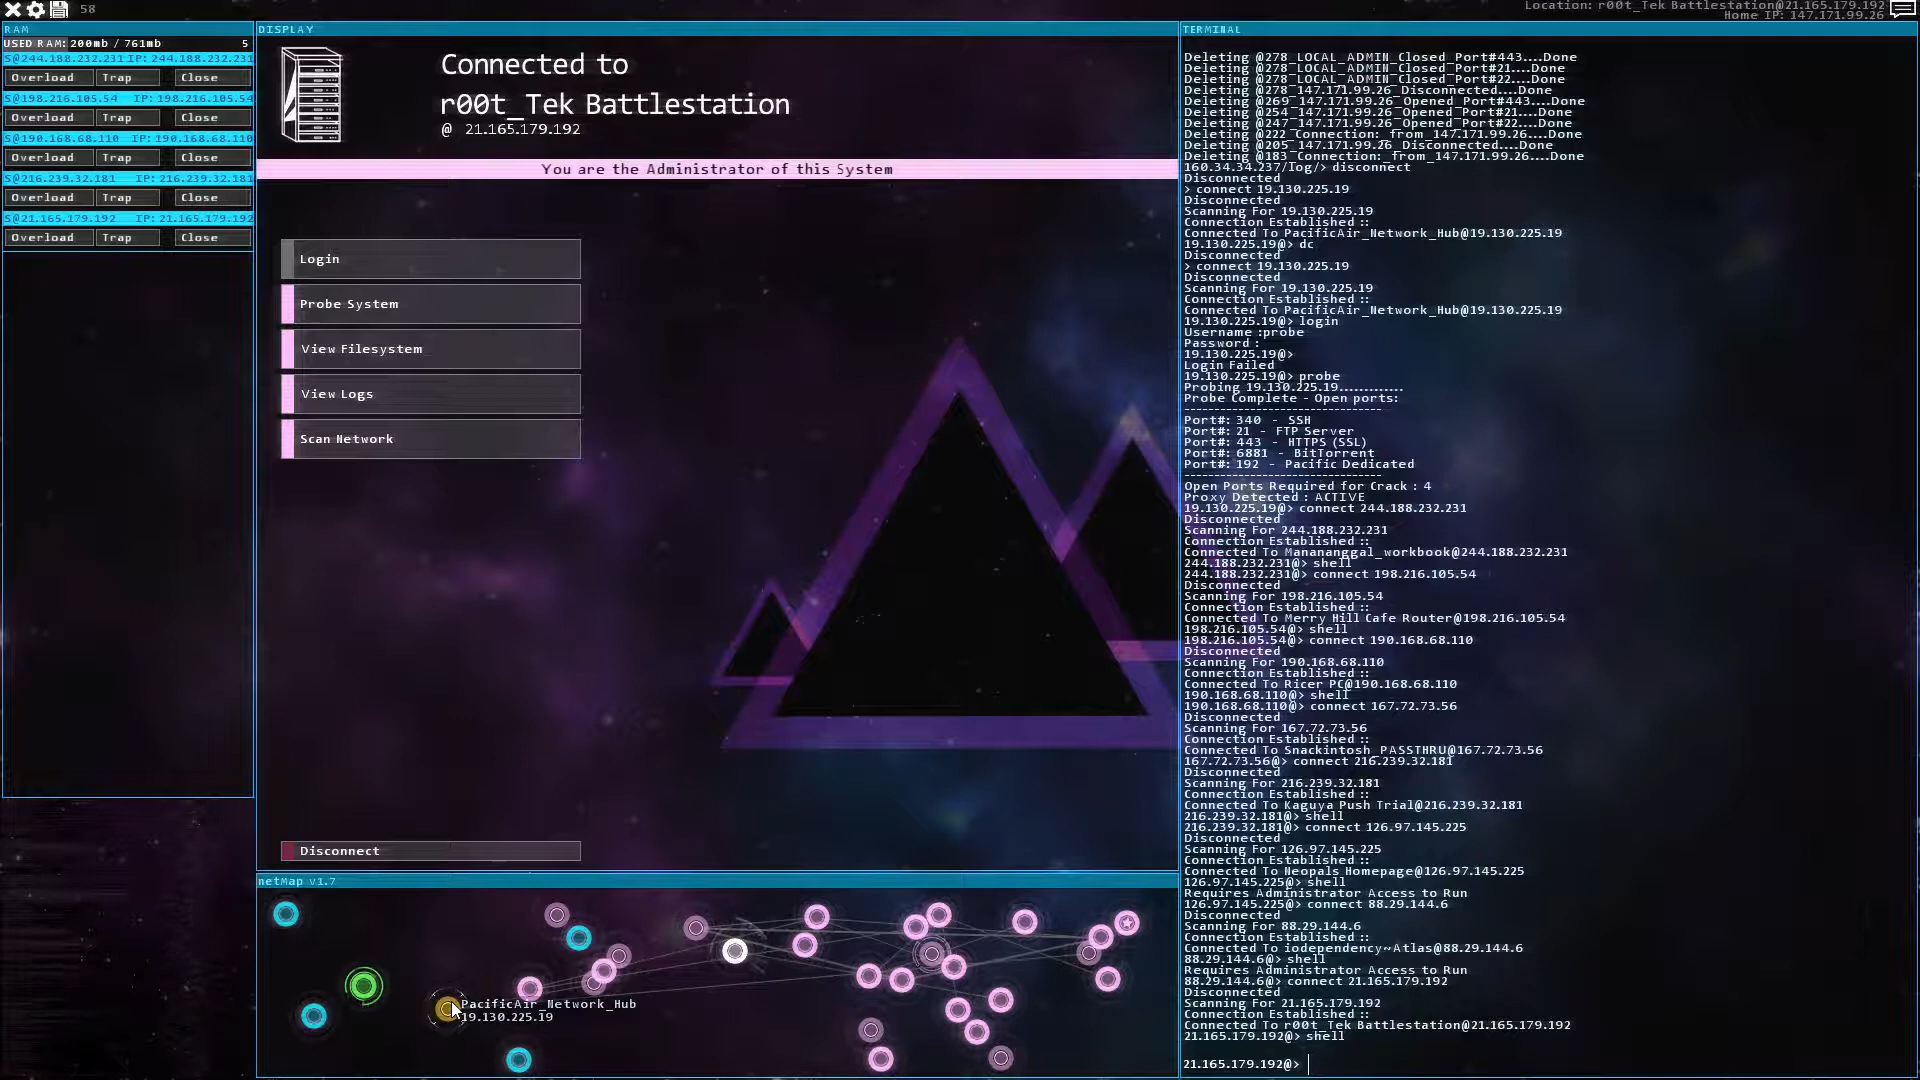 58
Location: r00t_Tek Battlestation@21.165.179.192
Home IP: 147.171.99.26
RAM
USED RAM: 200mb / 761mb 5
S@244.188.232.231 IP: 244.188.232.231
Overload Trap Close
S@198.216.105.54 IP: 198.216.105.54
Overload Trap Close
S@190.168.68.110 IP: 190.168.68.110
Overload Trap Close
S@216.239.32.181 IP: 216.239.32.181
Overload Trap Close
S@21.165.179.192 IP: 21.165.179.192
Overload Trap Close
DISPLAY
Connected to
r00t_Tek Battlestation
@ 21.165.179.192
You are the Administrator of this System
Login
Probe System
View Filesystem
View Logs
Scan Network
Disconnect
netMap v1.7
PacificAir_Network_Hub
19.130.225.19
TERMINAL
Deleting @278_LOCAL_ADMIN_Closed_Port#443....Done
Deleting @278_LOCAL_ADMIN_Closed_Port#21....Done
Deleting @278_LOCAL_ADMIN_Closed_Port#22....Done
Deleting @278_147.171.99.26_Disconnected....Done
Deleting @269_147.171.99.26_Opened_Port#443....Done
Deleting @254_147.171.99.26_Opened_Port#21....Done
Deleting @247_147.171.99.26_Opened_Port#22....Done
Deleting @222_Connection:_from_147.171.99.26....Done
Deleting @205_147.171.99.26_Disconnected....Done
Deleting @183_Connection:_from_147.171.99.26....Done
160.34.34.237/log/> disconnect
Disconnected
> connect 19.130.225.19
Disconnected
Scanning For 19.130.225.19
Connection Established ::
Connected To PacificAir_Network_Hub@19.130.225.19
19.130.225.19@> dc
Disconnected
> connect 19.130.225.19
Disconnected
Scanning For 19.130.225.19
Connection Established ::
Connected To PacificAir_Network_Hub@19.130.225.19
19.130.225.19@> login
Username :probe
Password :
19.130.225.19@>
Login Failed
19.130.225.19@> probe
Probing 19.130.225.19.............
Probe Complete - Open ports:
---------------------------------
Port#: 340 - SSH
Port#: 21 - FTP Server
Port#: 443 - HTTPS (SSL)
Port#: 6881 - BitTorrent
Port#: 192 - Pacific Dedicated
---------------------------------
Open Ports Required for Crack : 4
Proxy Detected : ACTIVE
19.130.225.19@> connect 244.188.232.231
Disconnected
Scanning For 244.188.232.231
Connection Established ::
Connected To Manananggal_workbook@244.188.232.231
244.188.232.231@> shell
244.188.232.231@> connect 198.216.105.54
Disconnected
Scanning For 198.216.105.54
Connection Established ::
Connected To Merry Hill Cafe Router@198.216.105.54
198.216.105.54@> shell
198.216.105.54@> connect 190.168.68.110
Disconnected
Scanning For 190.168.68.110
Connection Established ::
Connected To Ricer PC@190.168.68.110
190.168.68.110@> shell
190.168.68.110@> connect 167.72.73.56
Disconnected
Scanning For 167.72.73.56
Connection Established ::
Connected To Snackintosh_PASSTHRU@167.72.73.56
167.72.73.56@> connect 216.239.32.181
Disconnected
Scanning For 216.239.32.181
Connection Established ::
Connected To Kaguya Push Trial@216.239.32.181
216.239.32.181@> shell
216.239.32.181@> connect 126.97.145.225
Disconnected
Scanning For 126.97.145.225
Connection Established ::
Connected To Neopals Homepage@126.97.145.225
126.97.145.225@> shell
Requires Administrator Access to Run
126.97.145.225@> connect 88.29.144.6
Disconnected
Scanning For 88.29.144.6
Connection Established ::
Connected To iodependency~Atlas@88.29.144.6
88.29.144.6@> shell
Requires Administrator Access to Run
88.29.144.6@> connect 21.165.179.192
Disconnected
Scanning For 21.165.179.192
Connection Established ::
Connected To r00t_Tek Battlestation@21.165.179.192
21.165.179.192@> shell
21.165.179.192@>